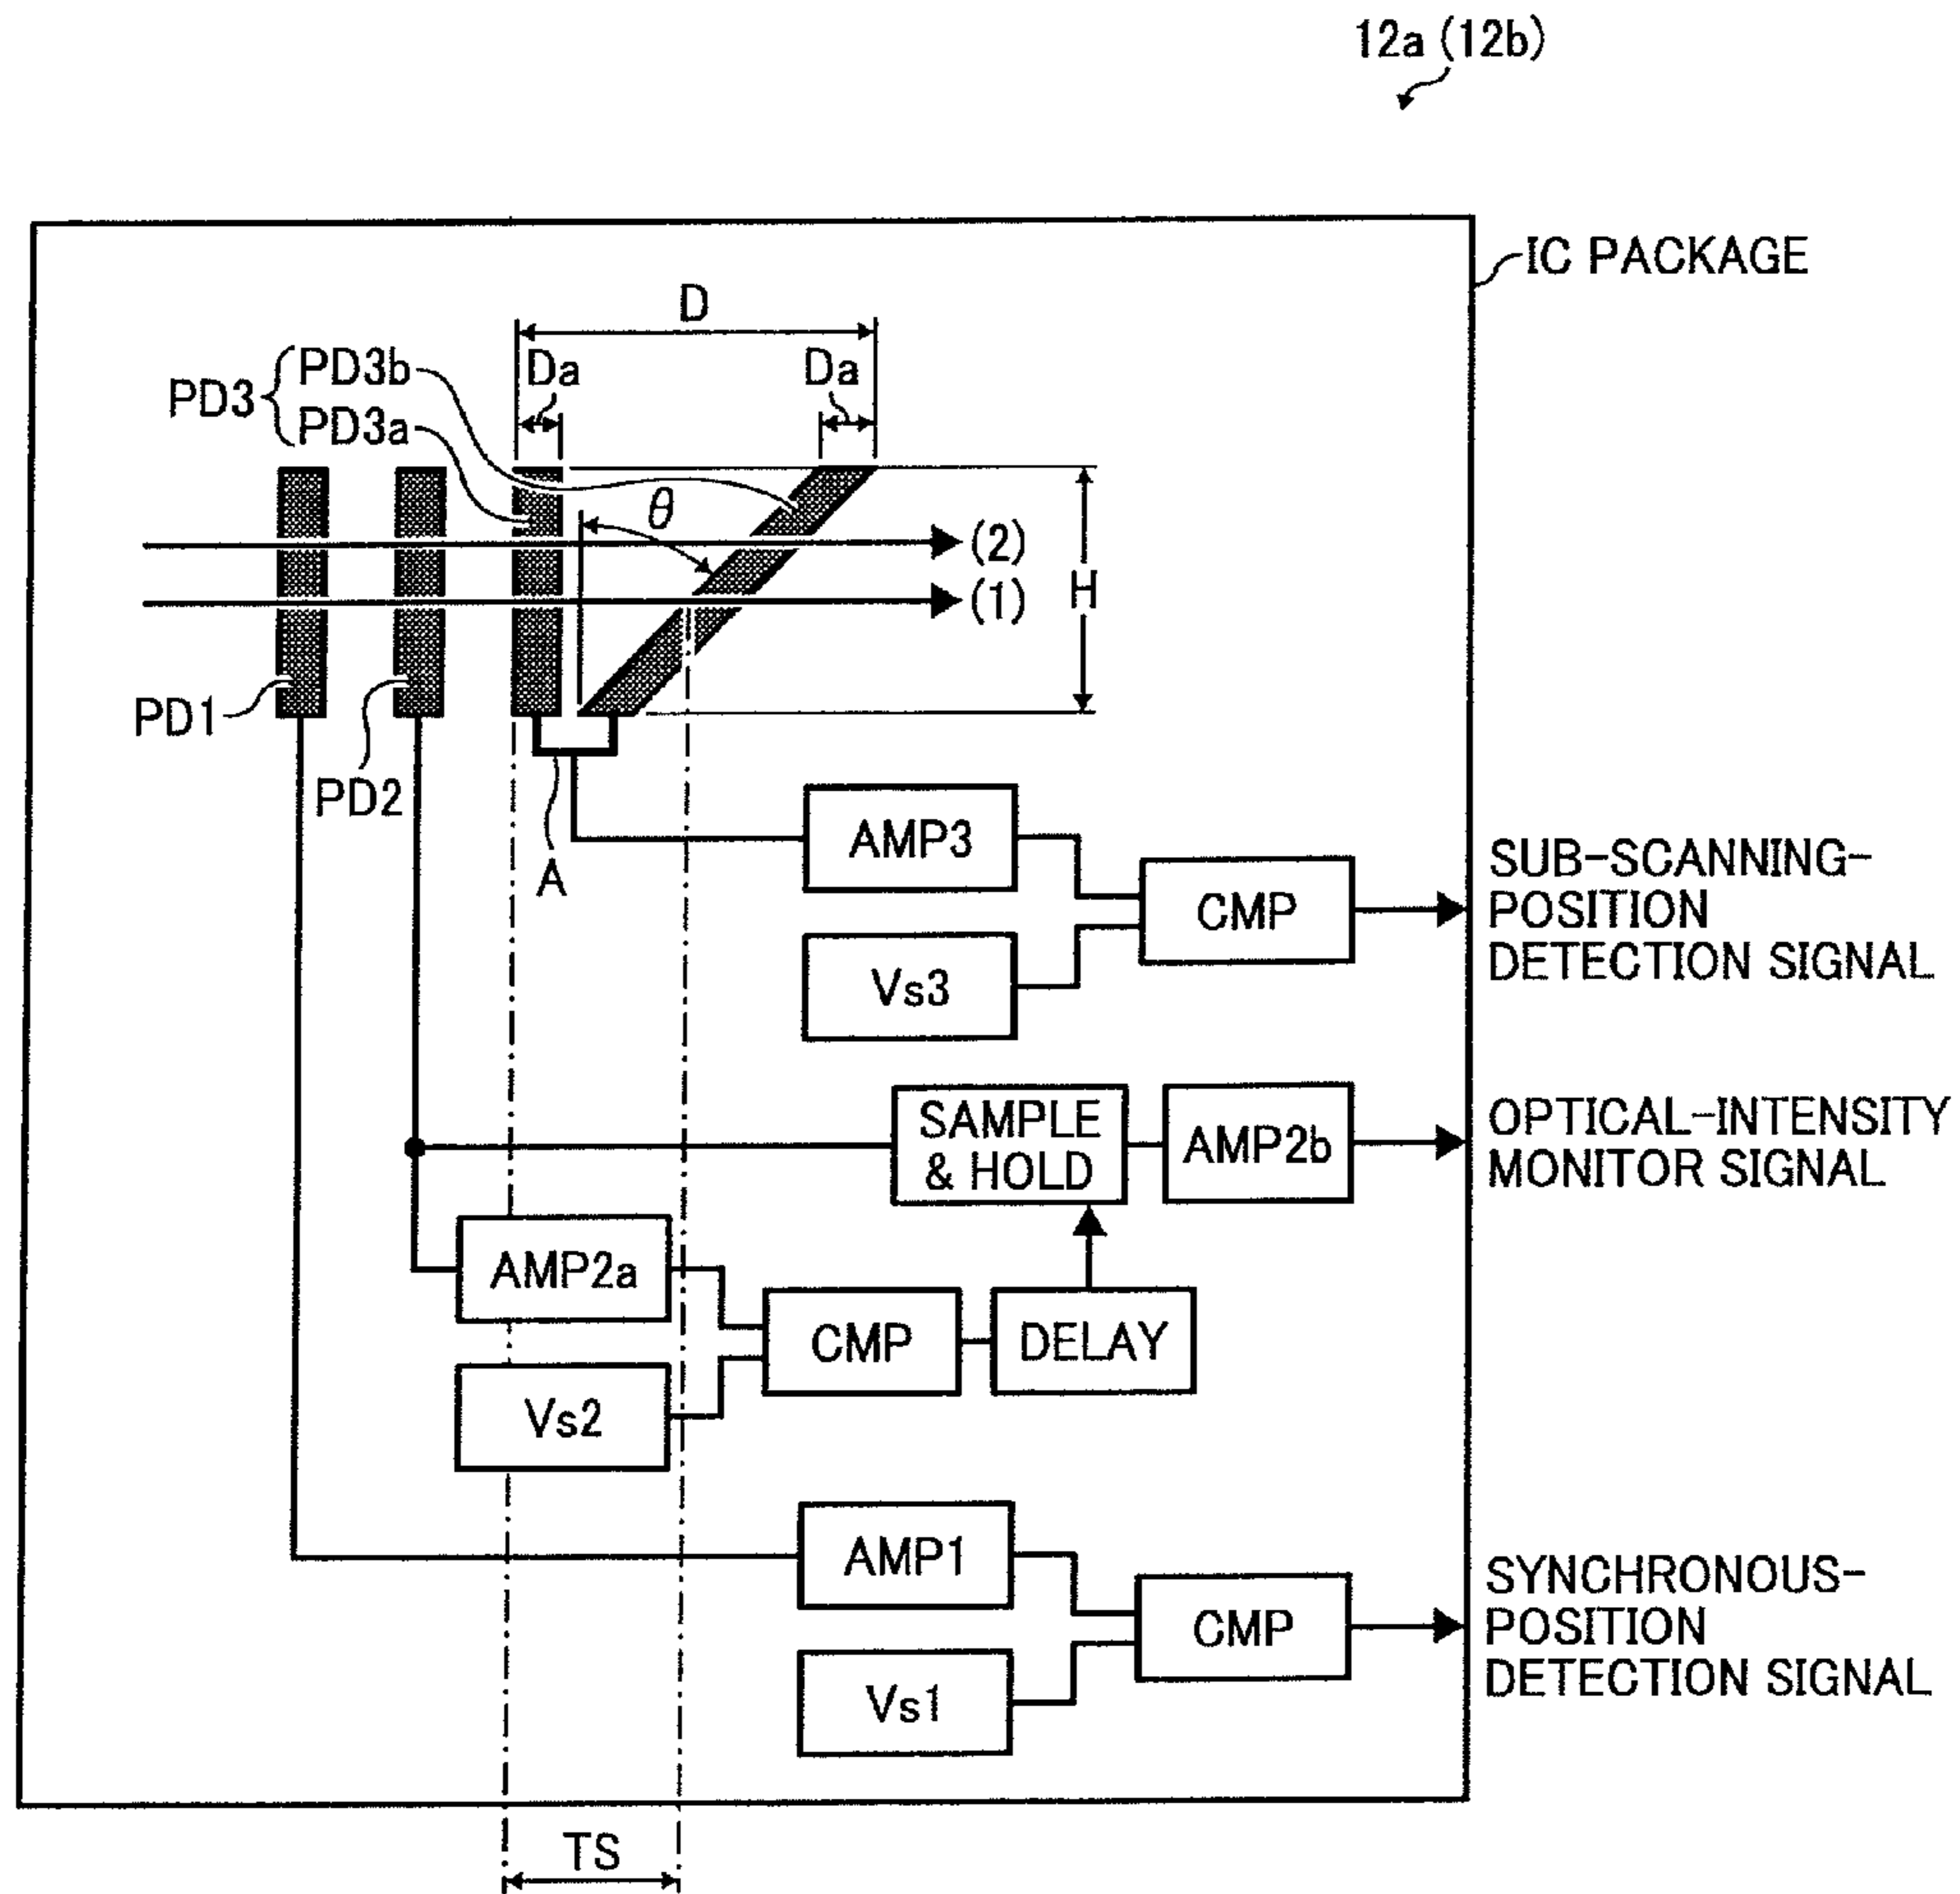 12a (12b)
IC PACKAGE
D
Da
Da
PD3
PD3b
PD3a
θ
(2)
(1)
H
PD1
PD2
A
AMP3
CMP
Vs3
SUB-SCANNING-
POSITION
DETECTION SIGNAL
SAMPLE
& HOLD
AMP2b
OPTICAL-INTENSITY
MONITOR SIGNAL
AMP2a
CMP
DELAY
Vs2
AMP1
CMP
Vs1
SYNCHRONOUS-
POSITION
DETECTION SIGNAL
TS